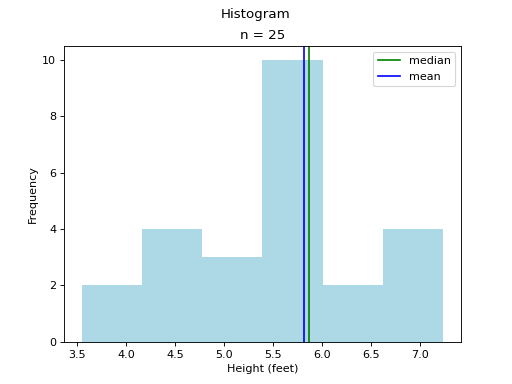 Histogram
n = 25
median
mean
Frequency
10
8
6
4
2
0
3.5 4.0 4.5 5.0 5.5 6.0 6.5 7.0
Height (feet)